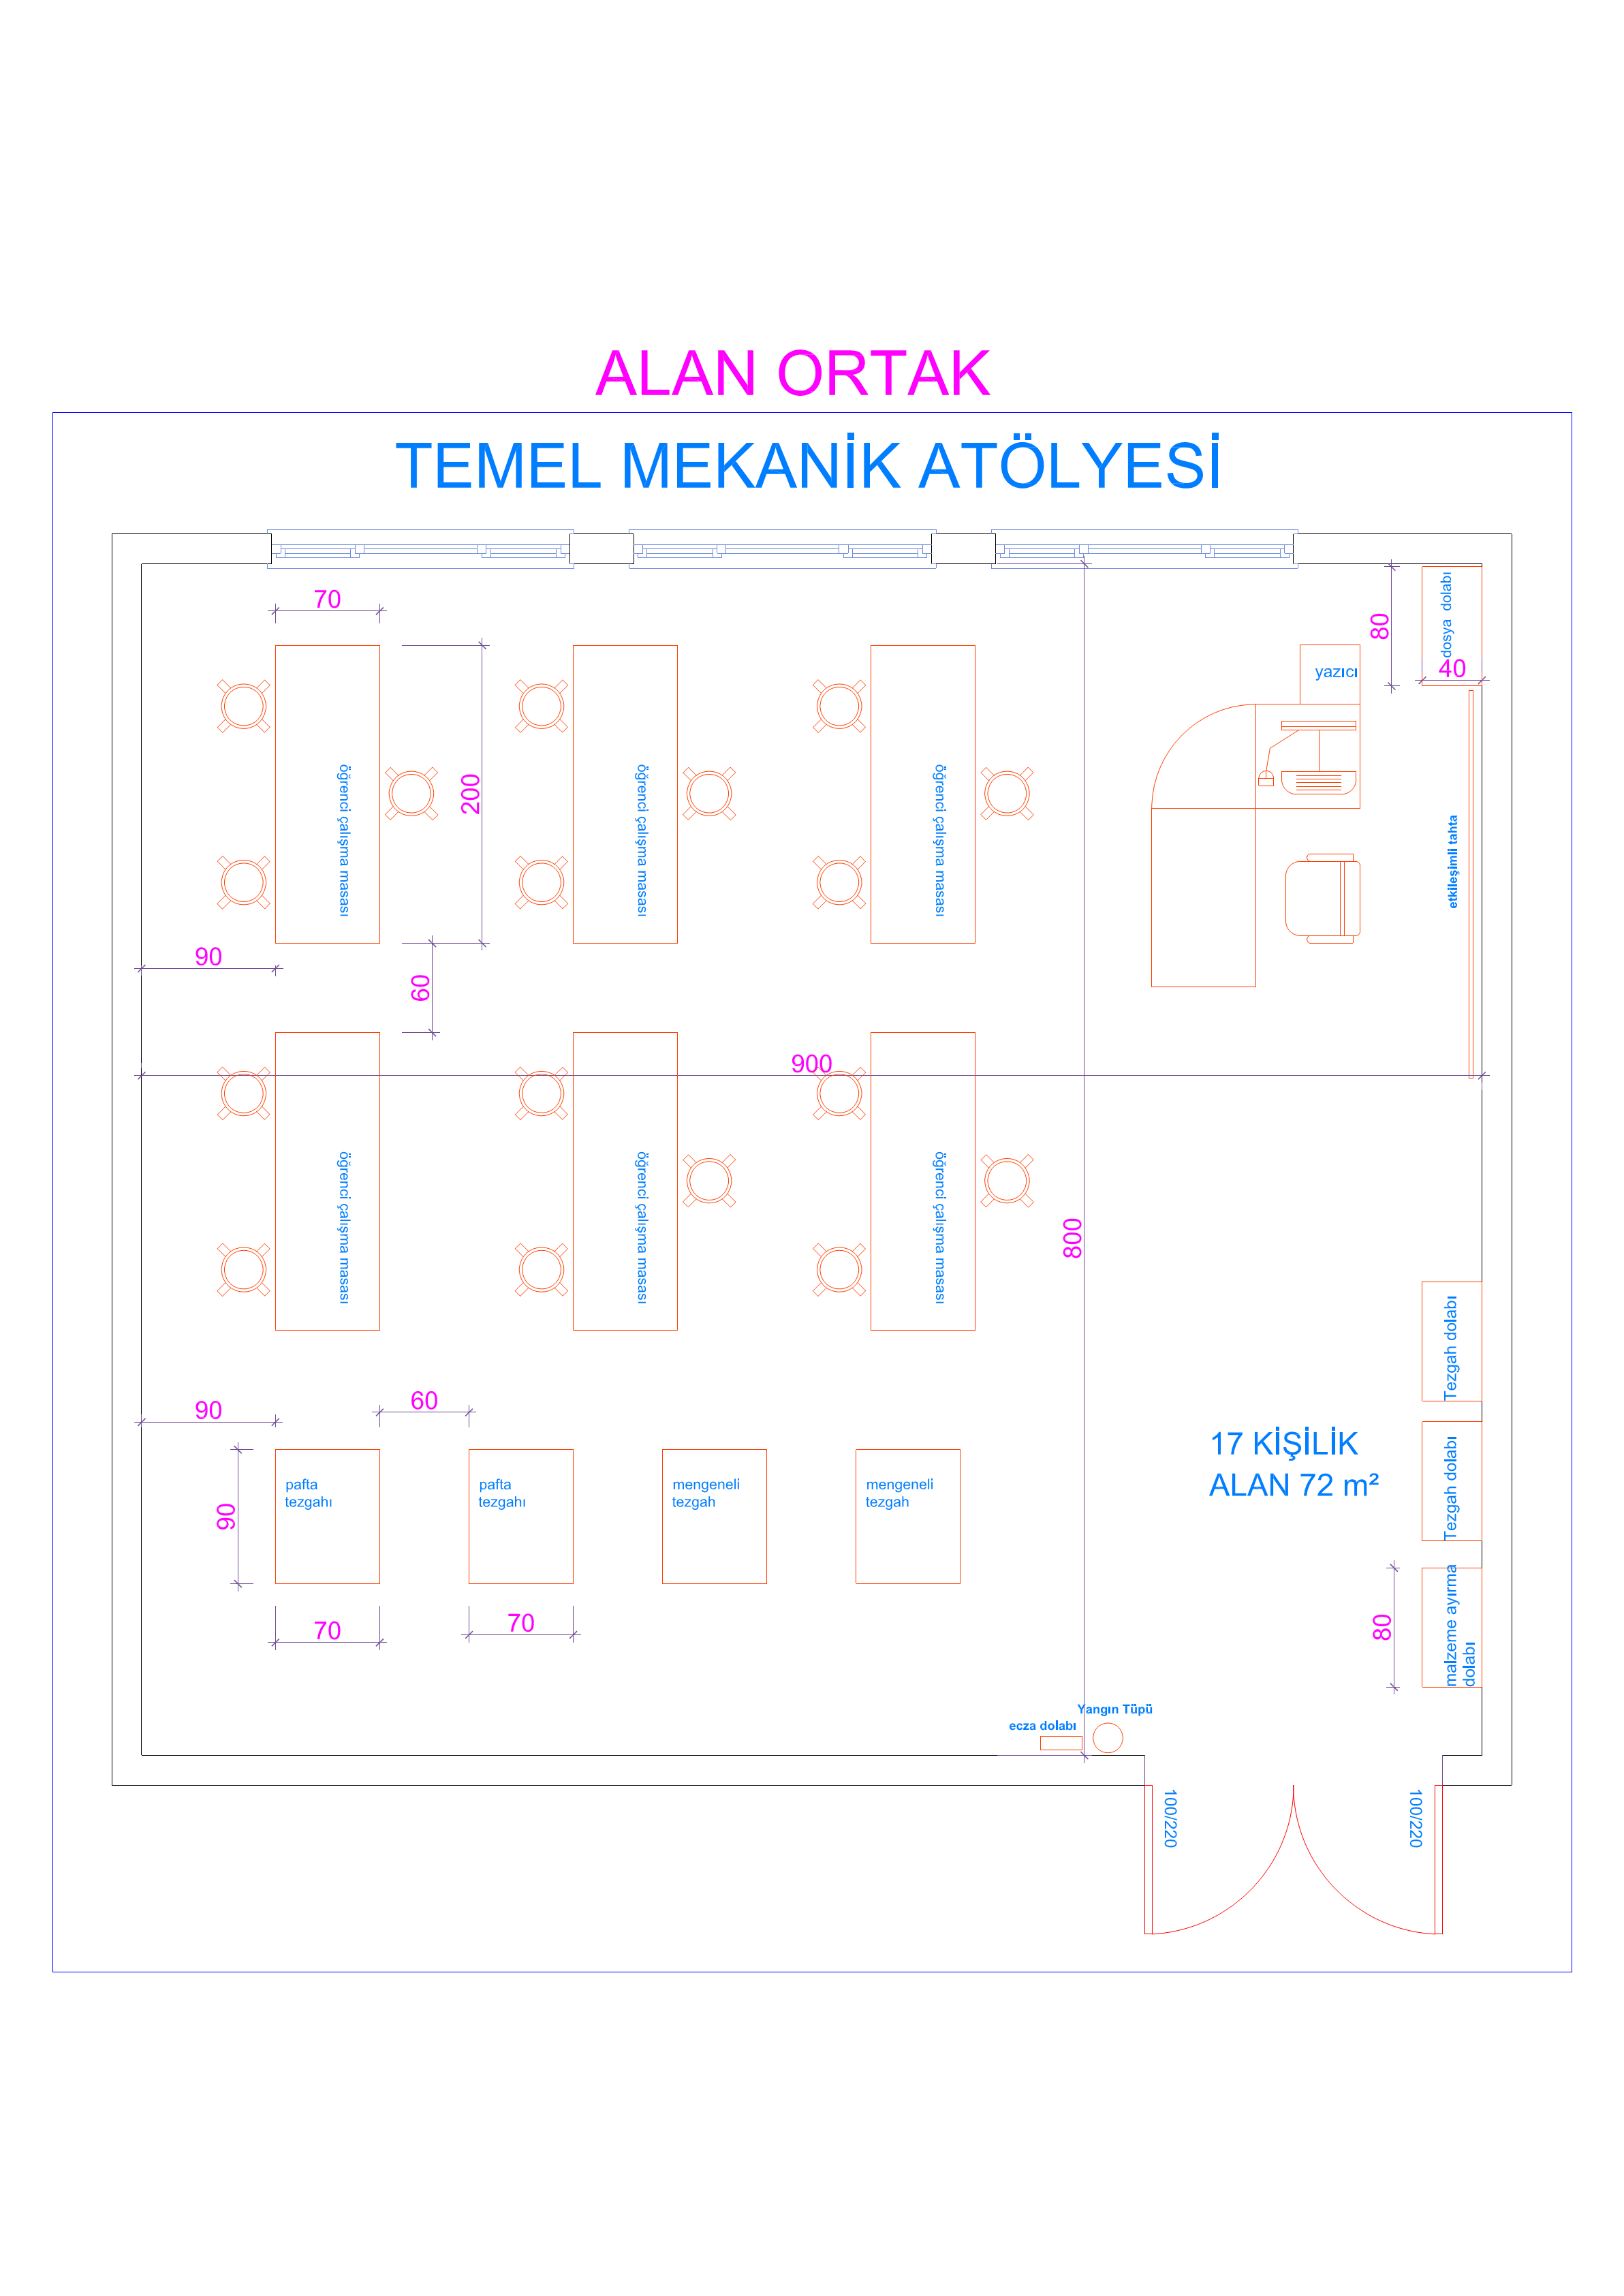 ALAN ORTAK
TEMEL MEKANİK ATÖLYESİ
70
80
dosya dolabı
40
yazıcı
200
öğrenci çalışma masası
öğrenci çalışma masası
öğrenci çalışma masası
etkileşimli tahta
90
60
900
öğrenci çalışma masası
öğrenci çalışma masası
öğrenci çalışma masası
800
Tezgah dolabı
90
60
17 KİŞİLİK
ALAN 72 m²
Tezgah dolabı
90
pafta
tezgahı
pafta
tezgahı
mengeneli
tezgah
mengeneli
tezgah
70
70
80
malzeme ayırma
dolabı
Yangın Tüpü
ecza dolabı
100/220
100/220